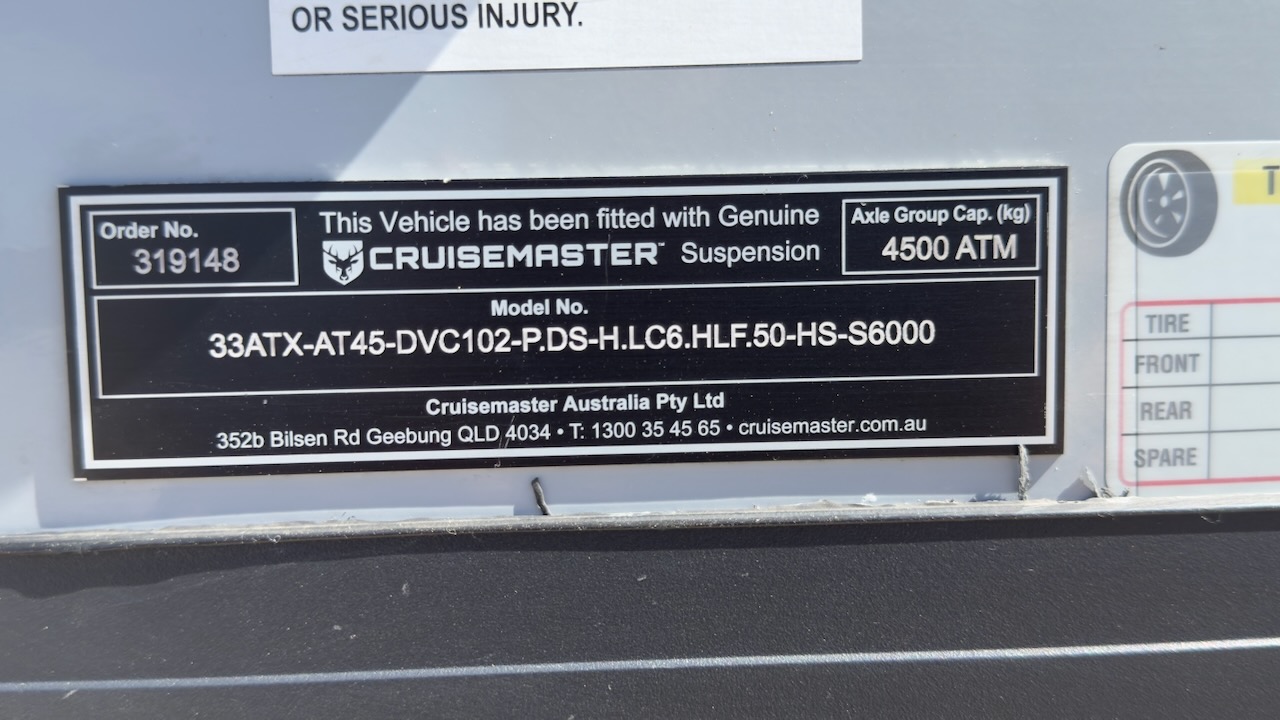 OR SERIOUS INJURY.
Order No.
319148
This Vehicle has been fitted with Genuine
CRUISEMASTER™ Suspension
Axle Group Cap. (kg)
4500 ATM
Model No.
33ATX-AT45-DVC102-P.DS-H.LC6.HLF.50-HS-S6000
Cruisemaster Australia Pty Ltd
352b Bilsen Rd Geebung QLD 4034 • T: 1300 35 45 65 • cruisemaster.com.au
T
TIRE
FRONT
REAR
SPARE